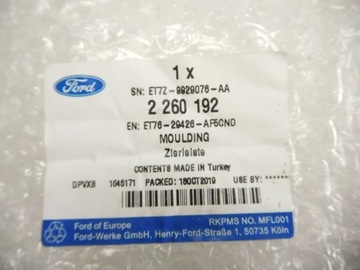 Ford
1 x
SN: ET7Z-9929076-AA
2 260 192
EN: ET76-29426-AF5CND
MOULDING
Zierleiste
CONTENTS MADE IN Turkey
DPVXB 1645171 PACKED: 16OCT2019 USE BY: ******
Ford of Europe RKPMS NO. MFL001
Ford-Werke GmbH, Henry-Ford-Straße 1, 50735 Köln